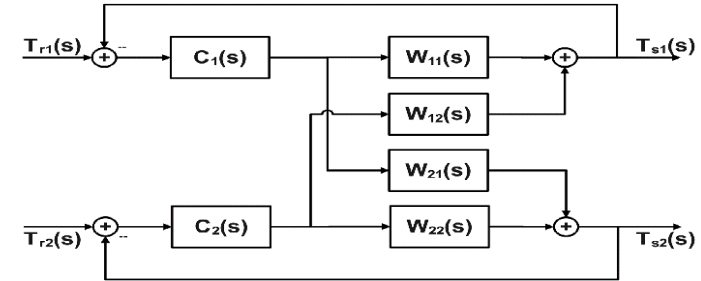 Tr1(s) + -- C1(s) W11(s) + Ts1(s)
W12(s)
W21(s)
Tr2(s) + -- C2(s) W22(s) + Ts2(s)